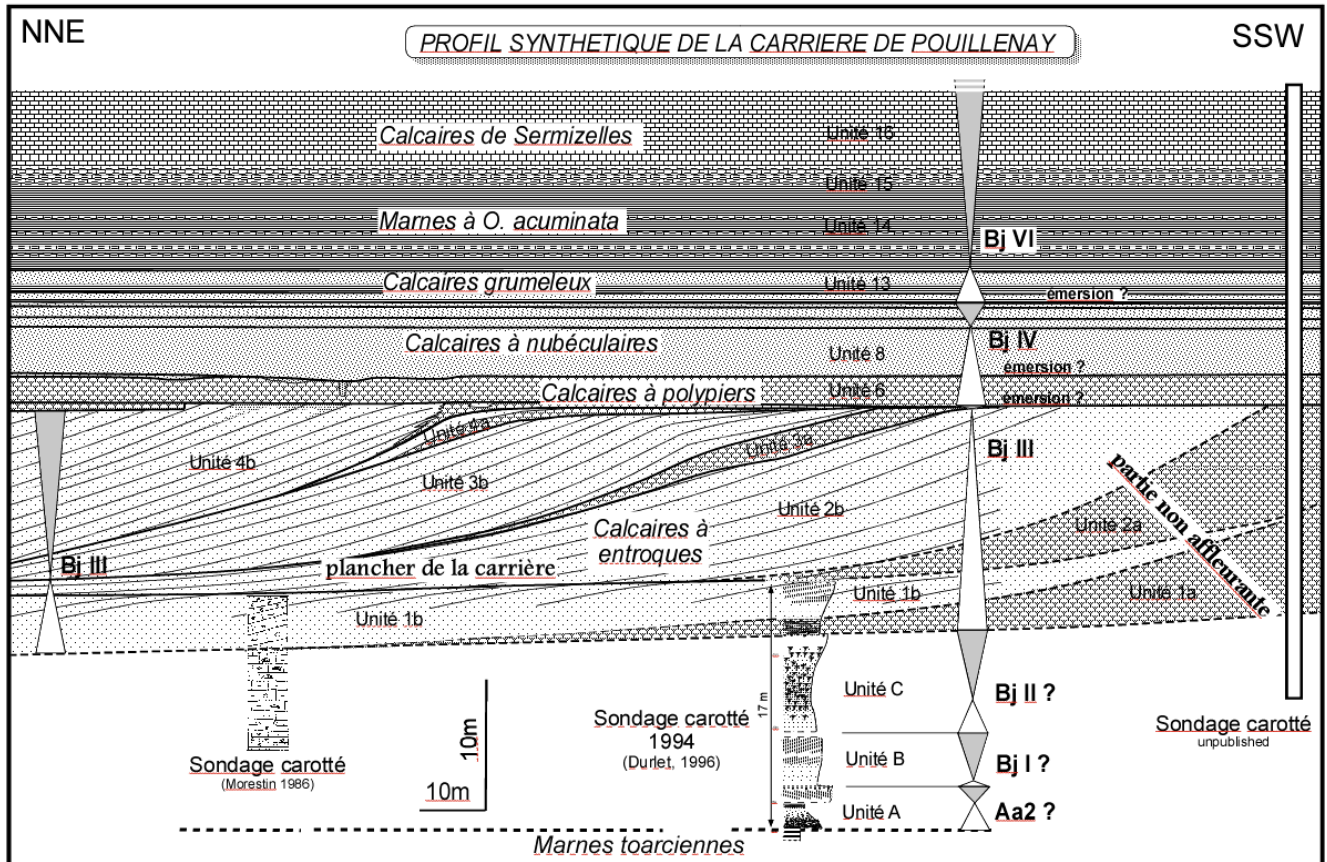 NNE
PROFIL SYNTHETIQUE DE LA CARRIERE DE POUILLENAY
SSW
Calcaires de Sermizelles
Unité 16
Unité 15
Marnes à O. acuminata
Unité 14
Bj VI
Calcaires grumeleux
Unité 13
émersion ?
Calcaires à nubéculaires
Bj IV
Unité 8
émersion ?
Calcaires à polypiers
Unité 6
émersion ?
Unité 4a
Unité 3a
Bj III
Unité 4b
Unité 3b
partie non affleurante
Unité 2b
Calcaires à
entroques
Unité 2a
Bj III
plancher de la carrière
Unité 1b
Unité 1a
Unité 1b
17 m
Unité C
Bj II ?
Sondage carotté
1994
(Durlet, 1996)
10m
10m
Sondage carotté
unpublished
Sondage carotté
(Morestin 1986)
Unité B
Bj I ?
Unité A
Aa2 ?
Marnes toarciennes